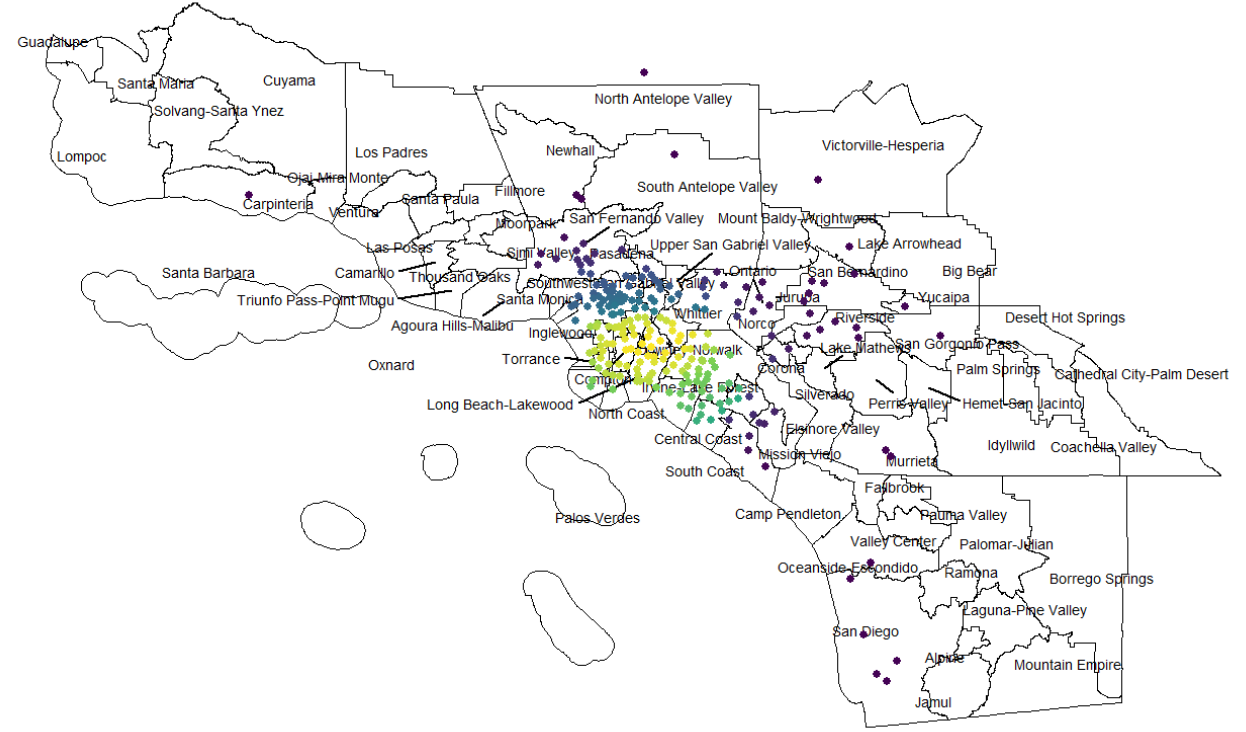 Guadalupe
Santa Maria
Cuyama
North Antelope Valley
Solvang-Santa Ynez
Victorville-Hesperia
Lompoc
Los Padres
Newhall
Ojai-Mira Monte
South Antelope Valley
Fillmore
Santa Paula
Carpinteria
Ventura
San Fernando Valley
Mount Baldy-Wrightwood
Moorpark
Las Posas
Simi Valley
Pasadena
Upper San Gabriel Valley
Lake Arrowhead
Santa Barbara
Camarillo
Thousand Oaks
Southwest San Gabriel Valley
Ontario
San Bernardino
Big Bear
Triunfo Pass-Point Mugu
Santa Monica
Jurupa
Yucaipa
Agoura Hills-Malibu
Inglewood
Whittier
Norco
Riverside
Desert Hot Springs
Torrance
Downey-Norwalk
Lake Mathews
San Gorgonio Pass
Oxnard
Compton
Irvine-Lake Forest
Corona
Palm Springs
Cathedral City-Palm Desert
Long Beach-Lakewood
North Coast
Silverado
Perris Valley
Hemet-San Jacinto
Central Coast
Elsinore Valley
Idyllwild
Coachella Valley
South Coast
Mission Viejo
Murrieta
Palos Verdes
Camp Pendleton
Fallbrook
Pauma Valley
Valley Center
Palomar-Julian
Oceanside-Escondido
Ramona
Borrego Springs
Laguna-Pine Valley
San Diego
Alpine
Mountain Empire
Jamul